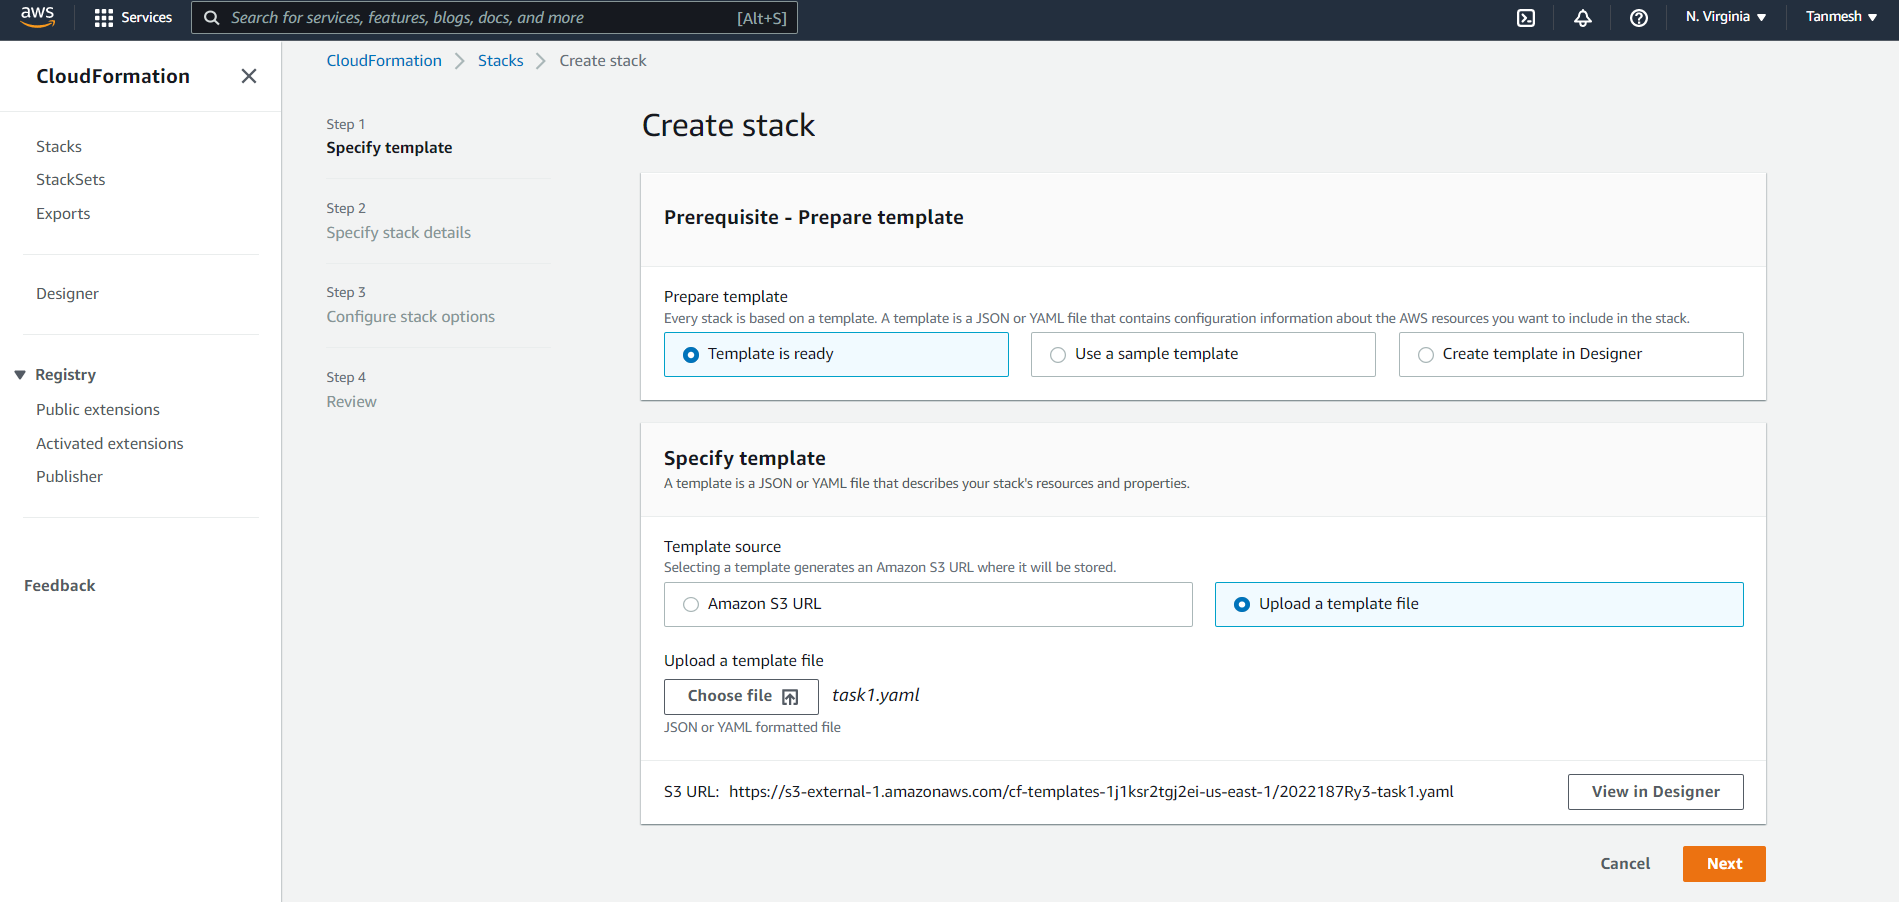 aws
Services
Search for services, features, blogs, docs, and more
[Alt+S]
N. Virginia
Tanmesh
CloudFormation
Stacks
StackSets
Exports
Designer
Registry
Public extensions
Activated extensions
Publisher
Feedback
CloudFormation
Stacks
Create stack
Step 1
Specify template
Step 2
Specify stack details
Step 3
Configure stack options
Step 4
Review
Create stack
Prerequisite - Prepare template
Prepare template
Every stack is based on a template. A template is a JSON or YAML file that contains configuration information about the AWS resources you want to include in the stack.
Template is ready
Use a sample template
Create template in Designer
Specify template
A template is a JSON or YAML file that describes your stack's resources and properties.
Template source
Selecting a template generates an Amazon S3 URL where it will be stored.
Amazon S3 URL
Upload a template file
Upload a template file
Choose file
task1.yaml
JSON or YAML formatted file
S3 URL: https://s3-external-1.amazonaws.com/cf-templates-1j1ksr2tgj2ei-us-east-1/2022187Ry3-task1.yaml
View in Designer
Cancel
Next